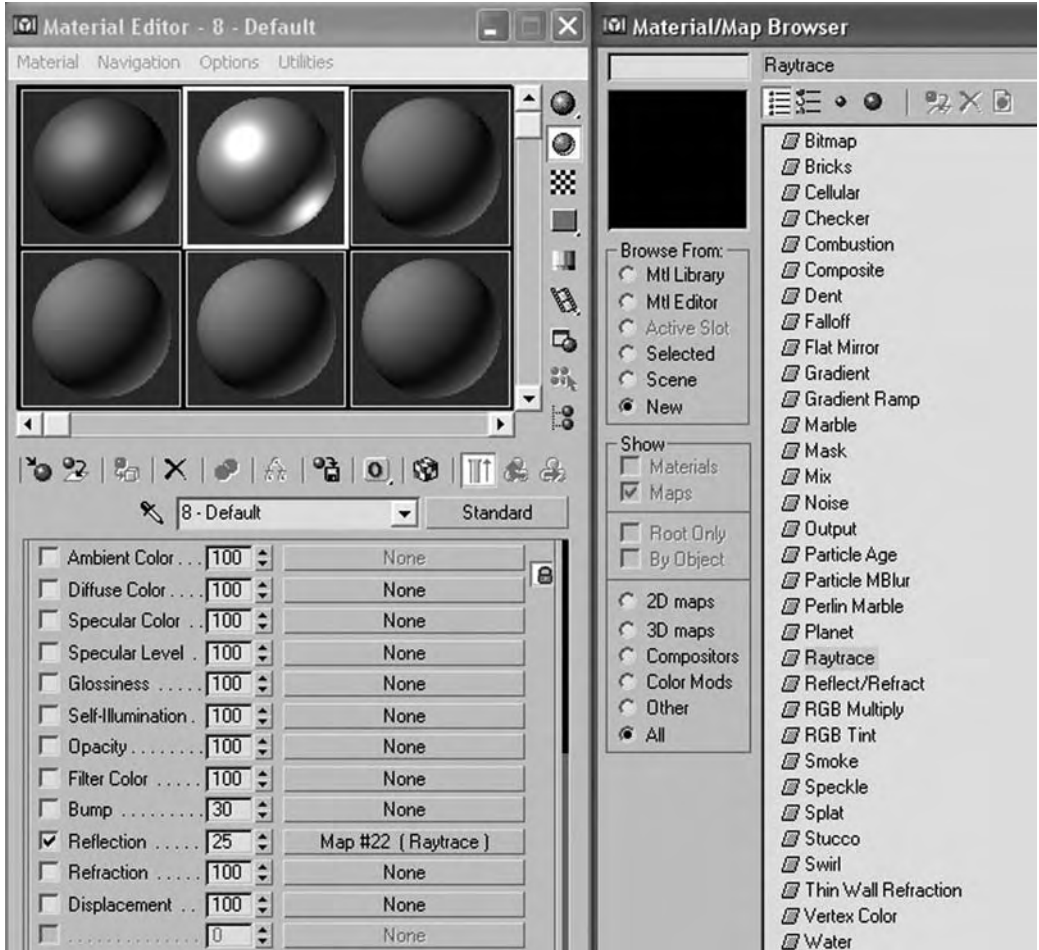 Material Editor - 8 - Default
Material Navigation Options Utilities
8 - Default Standard
Ambient Color . . . 100 None
Diffuse Color . . . . 100 None
Specular Color . . 100 None
Specular Level . 100 None
Glossiness . . . . . 100 None
Self-Illumination . 100 None
Opacity . . . . . . . . 100 None
Filter Color . . . . . 100 None
Bump . . . . . . . . . 30 None
Reflection . . . . . 25 Map #22 ( Raytrace )
Refraction . . . . . 100 None
Displacement . . 100 None
. . . . . . . . . . . . . . 0 None
Material/Map Browser
Raytrace
Browse From:
Mtl Library
Mtl Editor
Active Slot
Selected
Scene
New
Show
Materials
Maps
Root Only
By Object
2D maps
3D maps
Compositors
Color Mods
Other
All
Bitmap
Bricks
Cellular
Checker
Combustion
Composite
Dent
Falloff
Flat Mirror
Gradient
Gradient Ramp
Marble
Mask
Mix
Noise
Output
Particle Age
Particle MBlur
Perlin Marble
Planet
Raytrace
Reflect/Refract
RGB Multiply
RGB Tint
Smoke
Speckle
Splat
Stucco
Swirl
Thin Wall Refraction
Vertex Color
Water